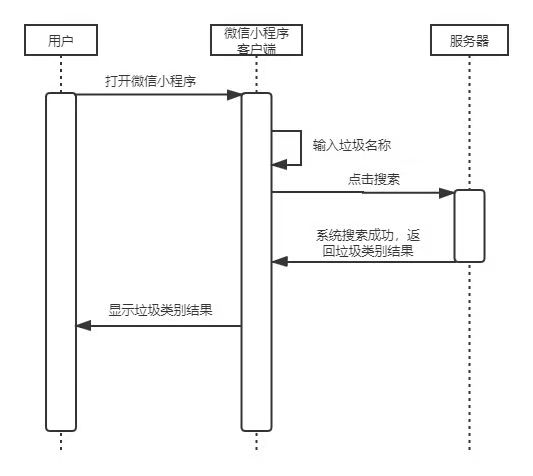 用户
微信小程序
客户端
服务器
打开微信小程序
输入垃圾名称
点击搜索
系统搜索成功，返
回垃圾类别结果
显示垃圾类别结果